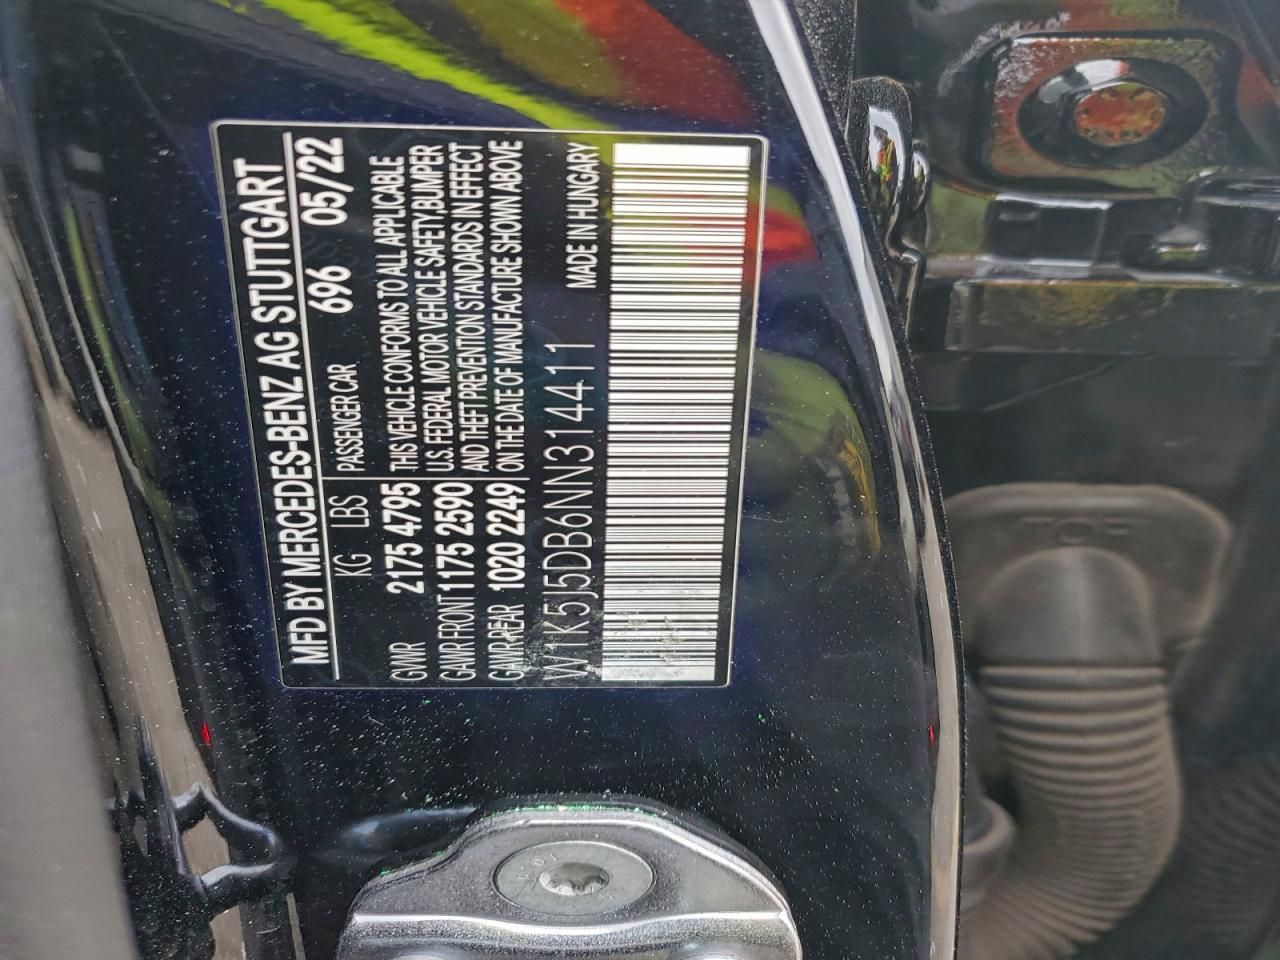 MFD BY MERCEDES-BENZ AG STUTTGART
KG LBS PASSENGER CAR 696 05/22
GVWR 2175 4795 THIS VEHICLE CONFORMS TO ALL APPLICABLE
GAWR FRONT 1175 2590 U.S. FEDERAL MOTOR VEHICLE SAFETY,BUMPER
AND THEFT PREVENTION STANDARDS IN EFFECT
GAWR REAR 1020 2249 ON THE DATE OF MANUFACTURE SHOWN ABOVE
W1K5J5DB6NN314411 MADE IN HUNGARY
TOP